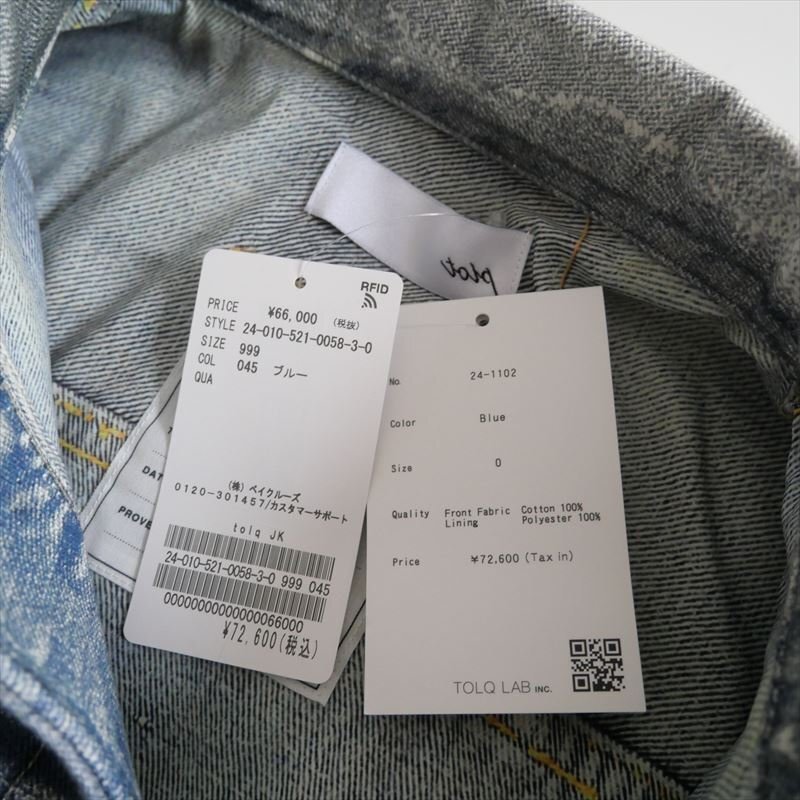 RFID
PRICE ¥66,000 (税抜)
STYLE 24-010-521-0058-3-0
SIZE 999
COL 045 ブルー
QUA
(株) ベイクルーズ
0120-301457/カスタマーサポート
tolq JK
24-010-521-0058-3-0 999 045
0000000000000066000
¥72,600(税込)
No. 24-1102
Color Blue
Size 0
Quality Front Fabric Cotton 100%
Lining Polyester 100%
Price ¥72,600 (Tax in)
TOLQ LAB INC.
DAT
PROVE